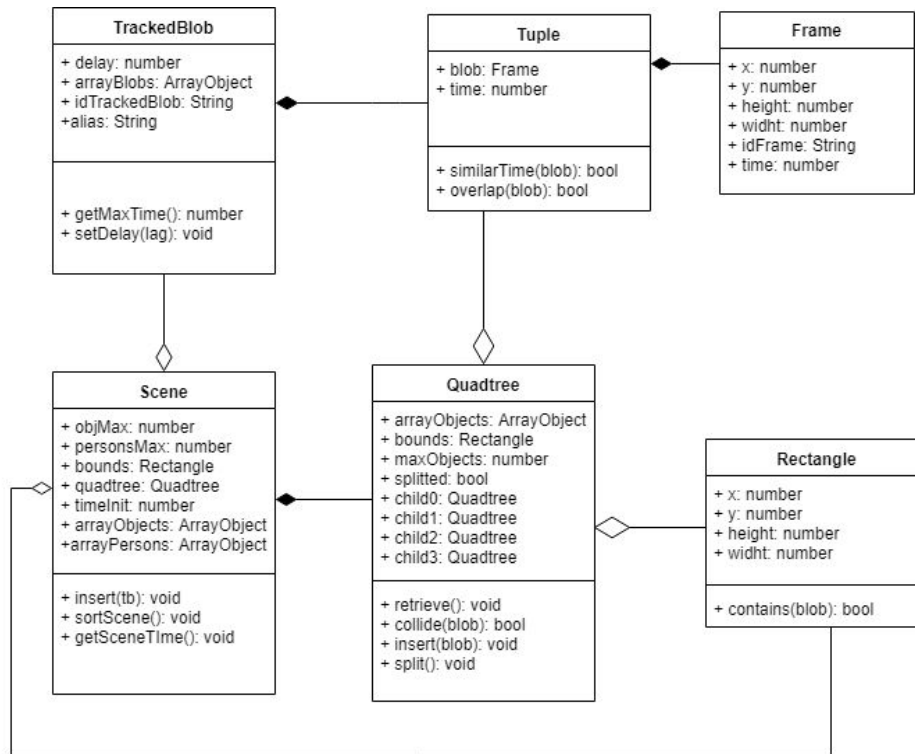 TrackedBlob
+ delay: number
+ arrayBlobs: ArrayObject
+ idTrackedBlob: String
+alias: String
+ getMaxTime(): number
+ setDelay(lag): void
Tuple
+ blob: Frame
+ time: number
+ similarTime(blob): bool
+ overlap(blob): bool
Frame
+ x: number
+ y: number
+ height: number
+ widht: number
+ idFrame: String
+ time: number
Scene
+ objMax: number
+ personsMax: number
+ bounds: Rectangle
+ quadtree: Quadtree
+ timeInit: number
+ arrayObjects: ArrayObject
+arrayPersons: ArrayObject
+ insert(tb): void
+ sortScene(): void
+ getSceneTIme(): void
Quadtree
+ arrayObjects: ArrayObject
+ bounds: Rectangle
+ maxObjects: number
+ splitted: bool
+ child0: Quadtree
+ child1: Quadtree
+ child2: Quadtree
+ child3: Quadtree
+ retrieve(): void
+ collide(blob): bool
+ insert(blob): void
+ split(): void
Rectangle
+ x: number
+ y: number
+ height: number
+ widht: number
+ contains(blob): bool